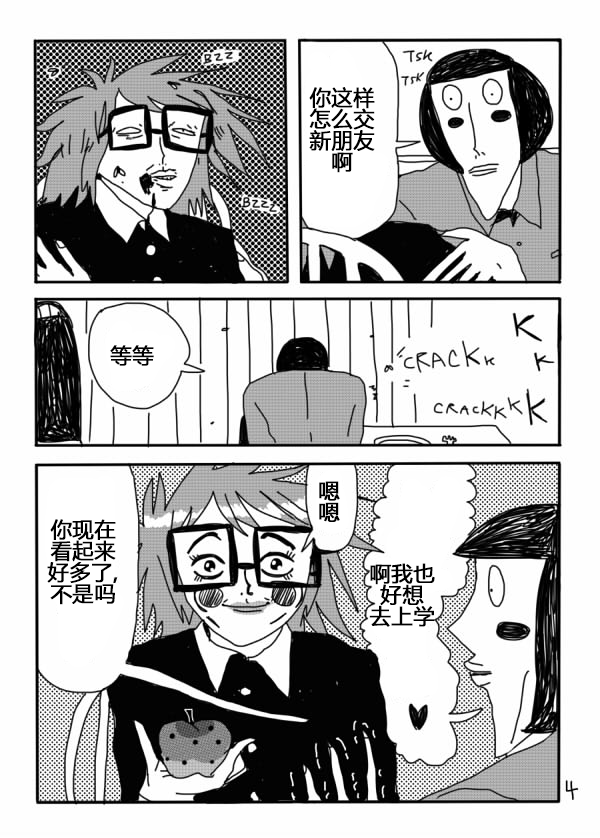 BZZ
BZZZ
TSK
TSK
你这样
怎么交
新朋友
啊
等等
CRACKK
K
K
CRACKKKK
你现在
看起来
好多了,
不是吗
嗯
嗯
啊我也
好想
去上学
4